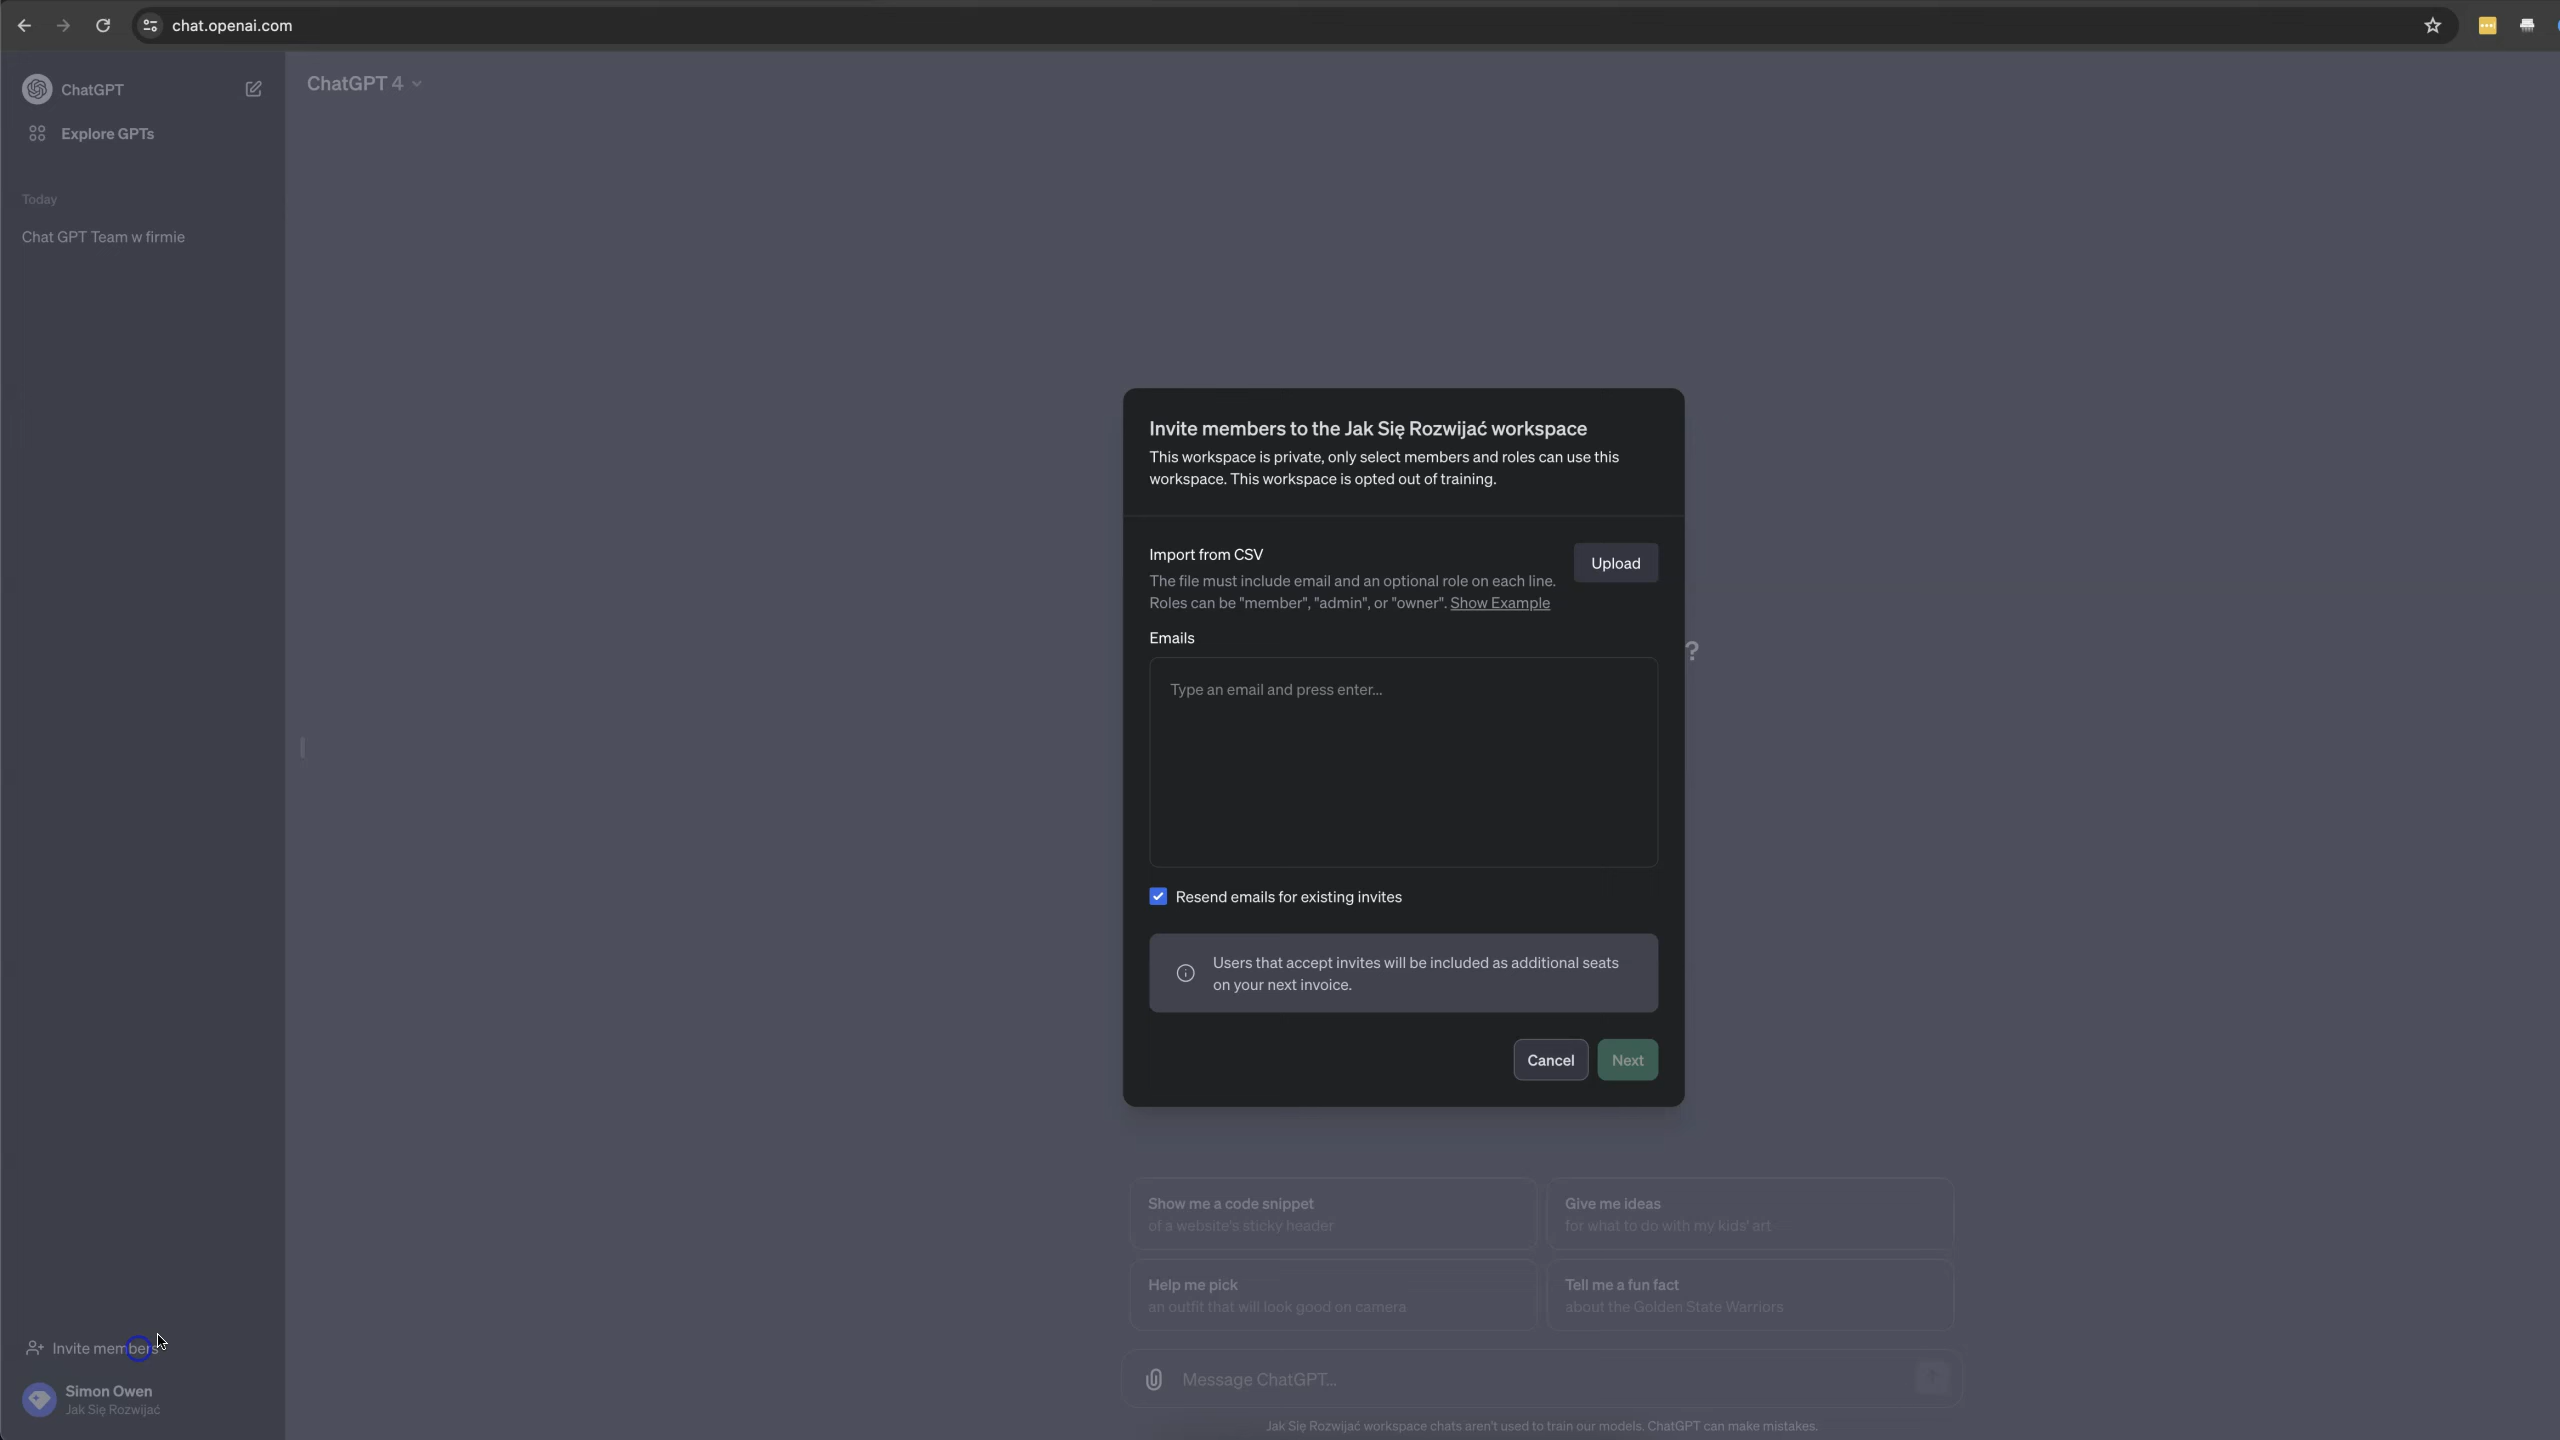 chat.openai.com
ChatGPT
Explore GPTs
Today
Chat GPT Team w firmie
ChatGPT 4
Invite members to the Jak Się Rozwijać workspace
This workspace is private, only select members and roles can use this
workspace. This workspace is opted out of training.
Import from CSV
Upload
The file must include email and an optional role on each line.
Roles can be "member", "admin", or "owner". Show Example
Emails
?
Type an email and press enter...
Resend emails for existing invites
Users that accept invites will be included as additional seats
on your next invoice.
Cancel
Next
Show me a code snippet
of a website's sticky header
Give me ideas
for what to do with my kids' art
Help me pick
an outfit that will look good on camera
Tell me a fun fact
about the Golden State Warriors
Invite members
Simon Owen
Jak Się Rozwijać
Message ChatGPT...
Jak Się Rozwijać workspace chats aren't used to train our models. ChatGPT can make mistakes.